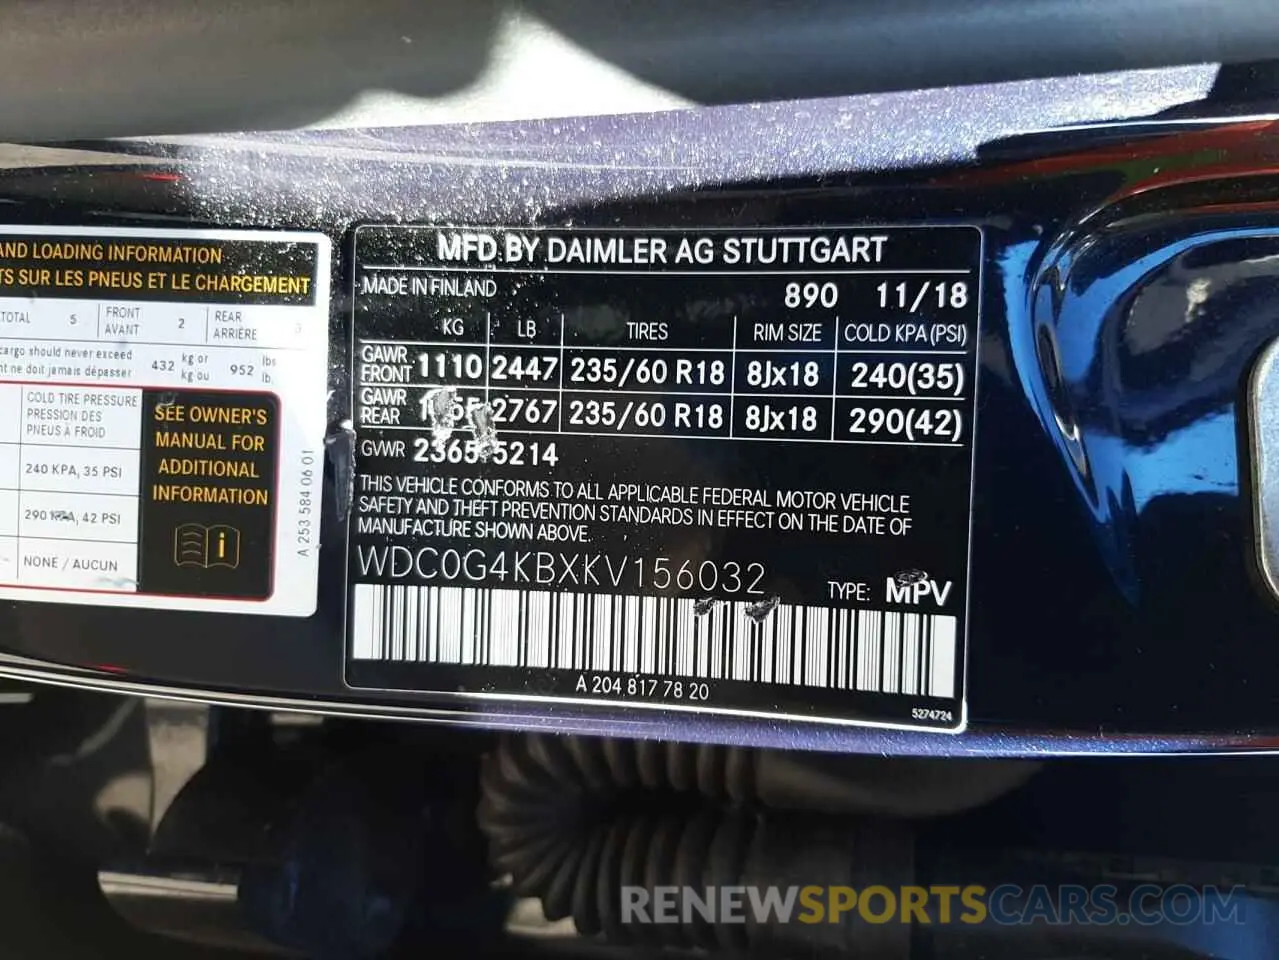 AND LOADING INFORMATION
TS SUR LES PNEUS ET LE CHARGEMENT
TOTAL 5 FRONT AVANT 2 REAR ARRIÈRE 3
cargo should never exceed 432 kg or 952 lbs
nt ne doit jamais dépasser kg ou lb.
COLD TIRE PRESSURE
PRESSION DES
PNEUS À FROID
240 KPA, 35 PSI
290 KPA, 42 PSI
NONE / AUCUN
SEE OWNER'S
MANUAL FOR
ADDITIONAL
INFORMATION
i
A 253 584 06 01
MFD.BY DAIMLER AG STUTTGART
MADE IN FINLAND 890 11/18
KG LB TIRES RIM SIZE COLD KPA(PSI)
GAWR FRONT 1110 2447 235/60 R18 8Jx18 240(35)
GAWR REAR 2767 235/60 R18 8Jx18 290(42)
GVWR 2365 5214
THIS VEHICLE CONFORMS TO ALL APPLICABLE FEDERAL MOTOR VEHICLE
SAFETY AND THEFT PREVENTION STANDARDS IN EFFECT ON THE DATE OF
MANUFACTURE SHOWN ABOVE.
WDC0G4KBXKV156032 TYPE: MPV
A 204 817 78 20
5274724
RENEWSPORTSCARS.COM